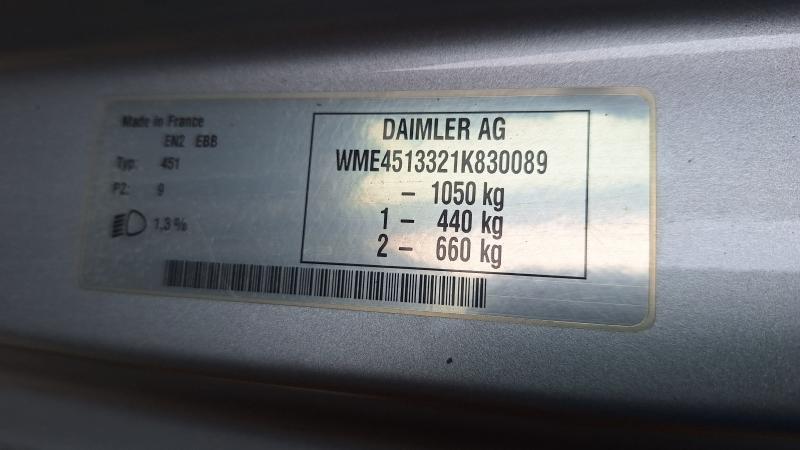 Made in France
EN2 EBB
Typ: 451
PZ: 9
1,3 %
DAIMLER AG
WME4513321K830089
– 1050 kg
1 – 440 kg
2 – 660 kg